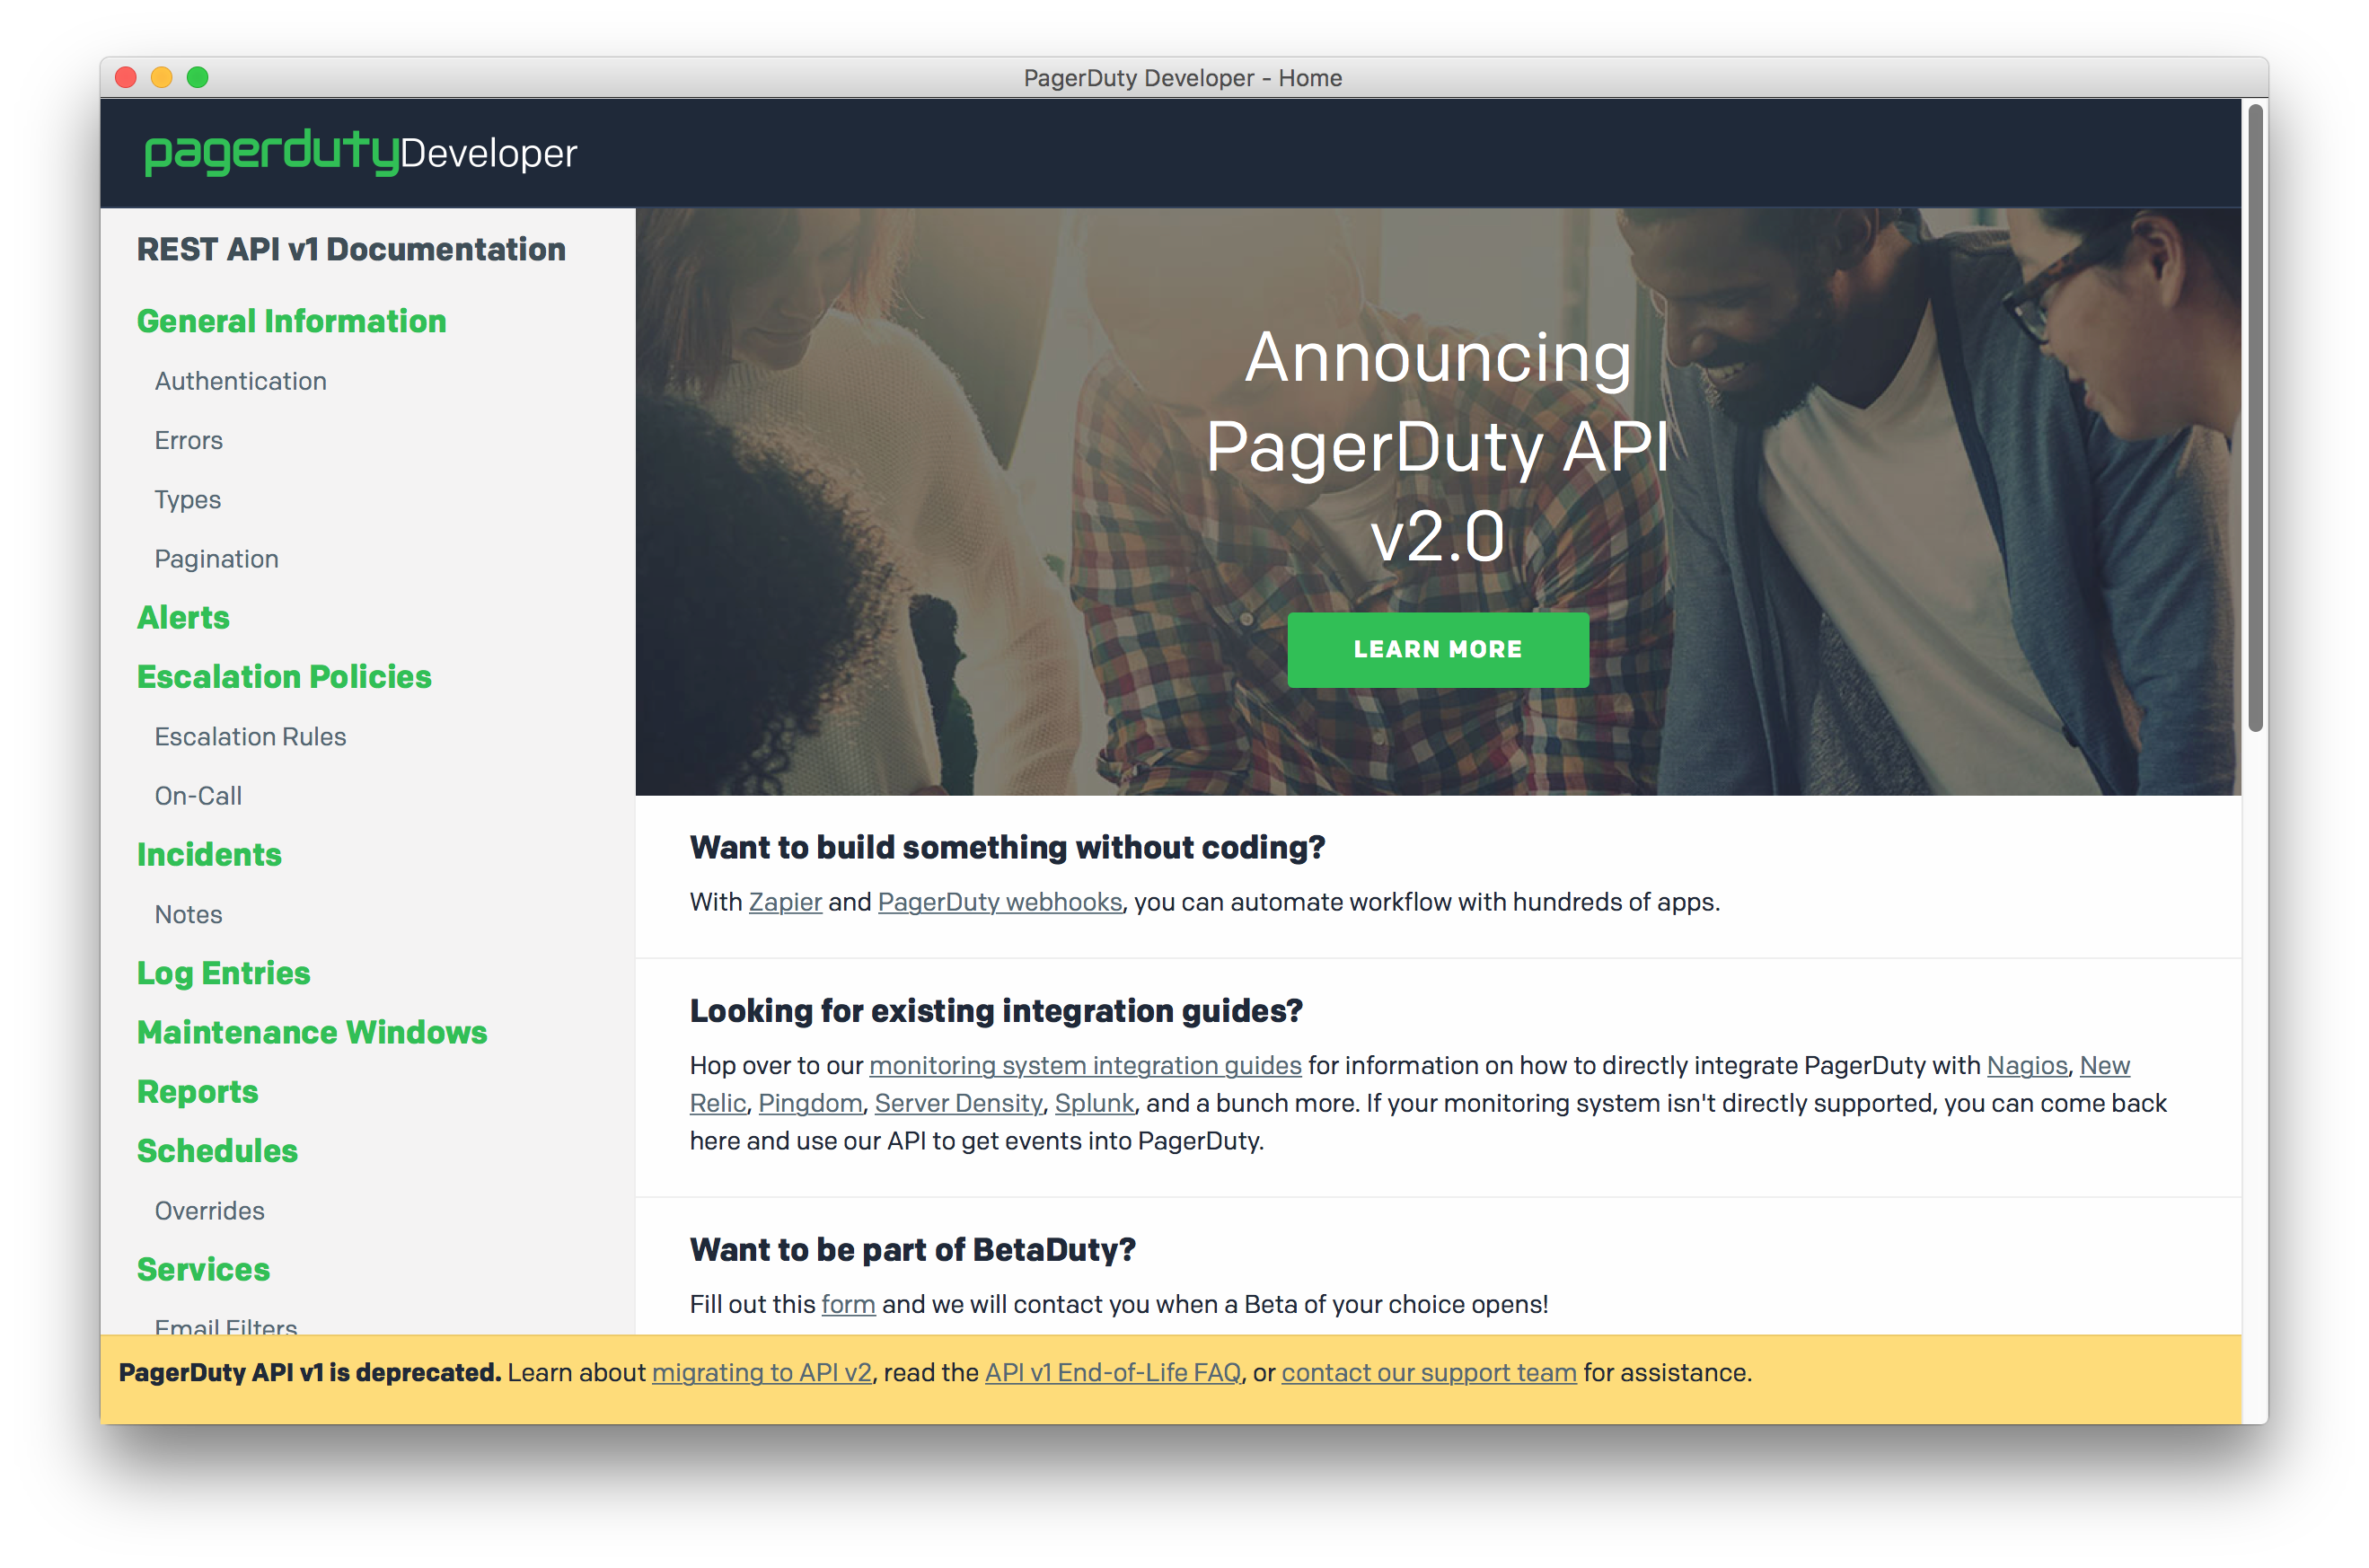 PagerDuty Developer - Home
pagerdutyDeveloper
REST API v1 Documentation
General Information
Authentication
Errors
Types
Pagination
Alerts
Escalation Policies
Escalation Rules
On-Call
Incidents
Notes
Log Entries
Maintenance Windows
Reports
Schedules
Overrides
Services
Email Filters
Announcing
PagerDuty API
v2.0
LEARN MORE
Want to build something without coding?
With Zapier and PagerDuty webhooks, you can automate workflow with hundreds of apps.
Looking for existing integration guides?
Hop over to our monitoring system integration guides for information on how to directly integrate PagerDuty with Nagios, New
Relic, Pingdom, Server Density, Splunk, and a bunch more. If your monitoring system isn't directly supported, you can come back
here and use our API to get events into PagerDuty.
Want to be part of BetaDuty?
Fill out this form and we will contact you when a Beta of your choice opens!
PagerDuty API v1 is deprecated. Learn about migrating to API v2, read the API v1 End-of-Life FAQ, or contact our support team for assistance.